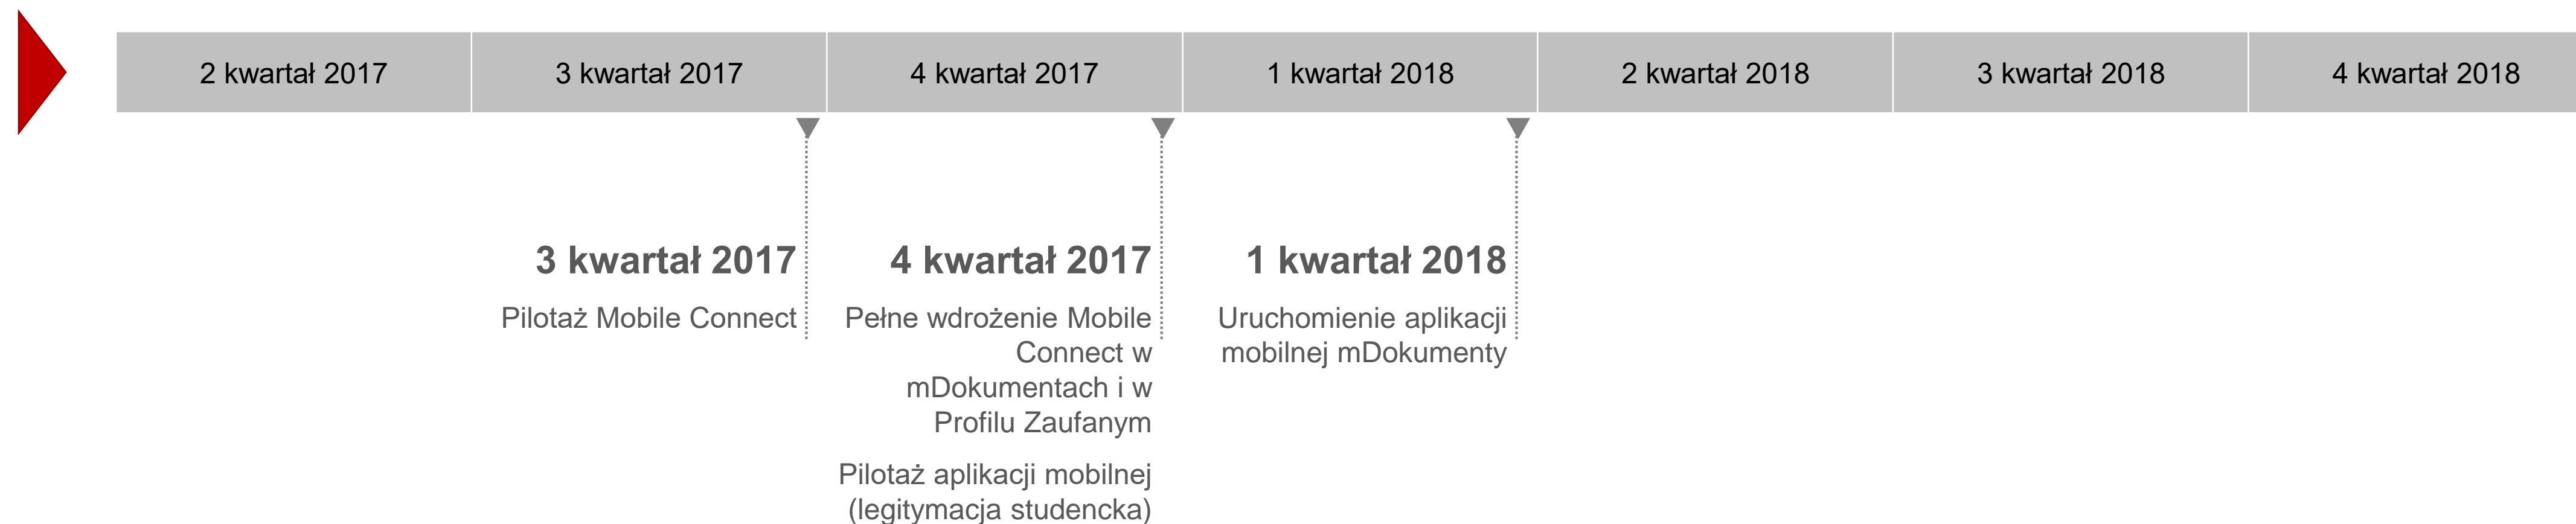 2 kwartał 2017
3 kwartał 2017
4 kwartał 2017
1 kwartał 2018
2 kwartał 2018
3 kwartał 2018
4 kwartał 2018
3 kwartał 2017
Pilotaż Mobile Connect
4 kwartał 2017
Pełne wdrożenie Mobile
Connect w
mDokumentach i w
Profilu Zaufanym
Pilotaż aplikacji mobilnej
(legitymacja studencka)
1 kwartał 2018
Uruchomienie aplikacji
mobilnej mDokumenty